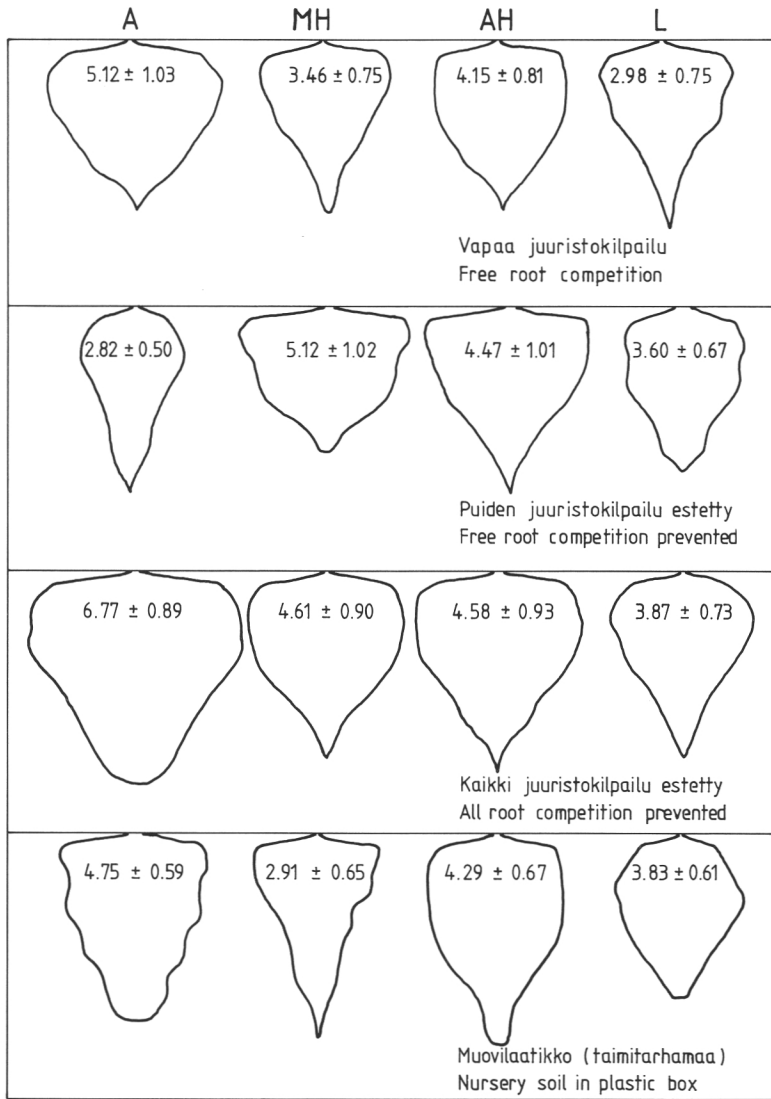 A MH AH L
5.12 ± 1.03 3.46 ± 0.75 4.15 ± 0.81 2.98 ± 0.75
Vapaa juuristokilpailu
Free root competition
2.82 ± 0.50 5.12 ± 1.02 4.47 ± 1.01 3.60 ± 0.67
Puiden juuristokilpailu estetty
Free root competition prevented
6.77 ± 0.89 4.61 ± 0.90 4.58 ± 0.93 3.87 ± 0.73
Kaikki juuristokilpailu estetty
All root competition prevented
4.75 ± 0.59 2.91 ± 0.65 4.29 ± 0.67 3.83 ± 0.61
Muovilaatikko (taimitarhamaa)
Nursery soil in plastic box